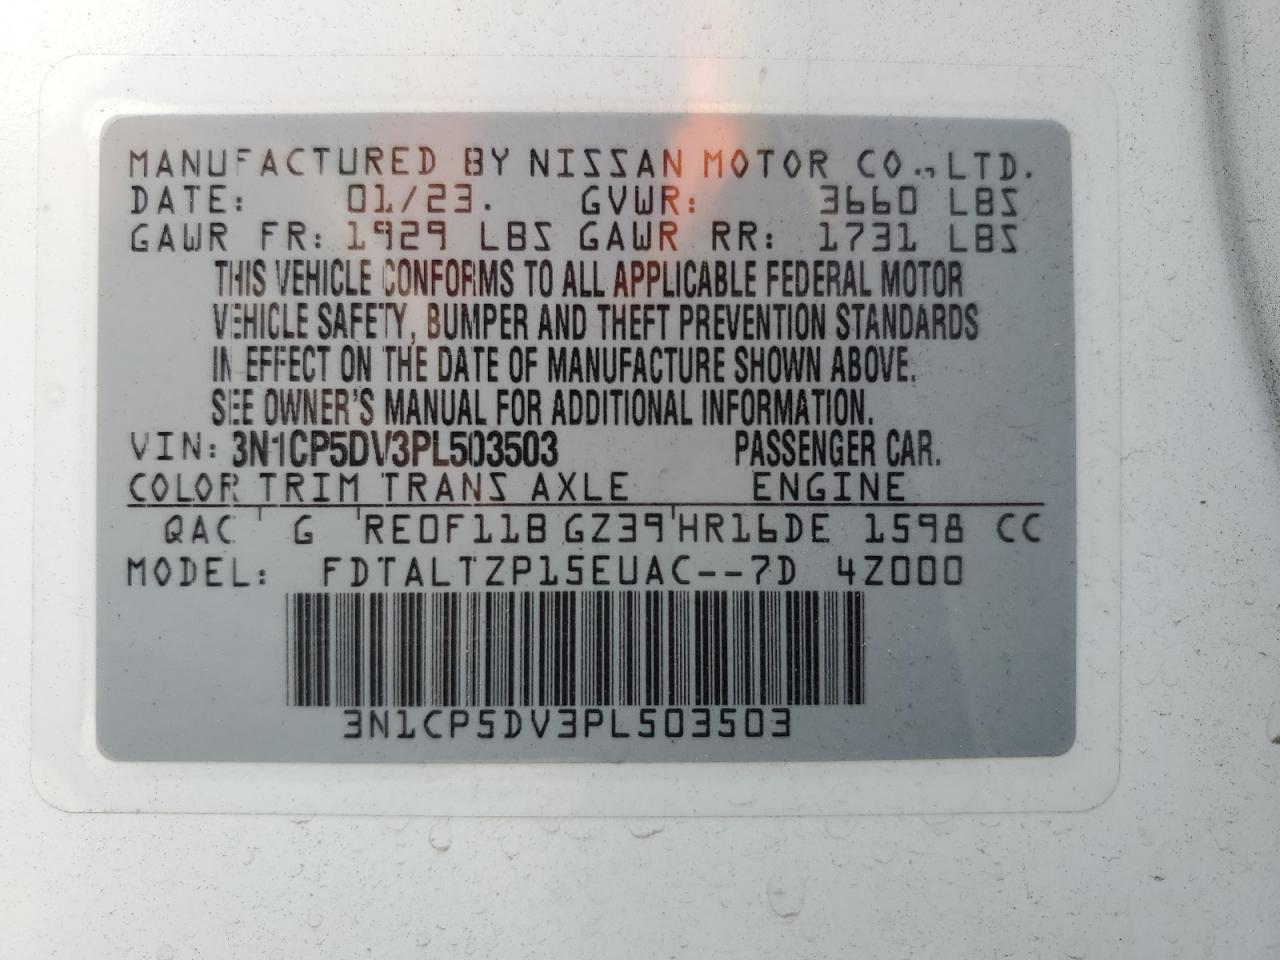 MANUFACTURED BY NISSAN MOTOR CO., LTD.
DATE: 01/23. GVWR: 3660 LBS
GAWR FR: 1929 LBS GAWR RR: 1731 LBS
THIS VEHICLE CONFORMS TO ALL APPLICABLE FEDERAL MOTOR
VEHICLE SAFETY, BUMPER AND THEFT PREVENTION STANDARDS
IN EFFECT ON THE DATE OF MANUFACTURE SHOWN ABOVE.
SEE OWNER'S MANUAL FOR ADDITIONAL INFORMATION.
VIN: 3N1CP5DV3PL503503 PASSENGER CAR.
COLOR TRIM TRANS AXLE ENGINE
QAC G RE0F11B GZ39 HR16DE 1598 CC
MODEL: FDTALTZP15EUAC--7D 4Z000
3N1CP5DV3PL503503